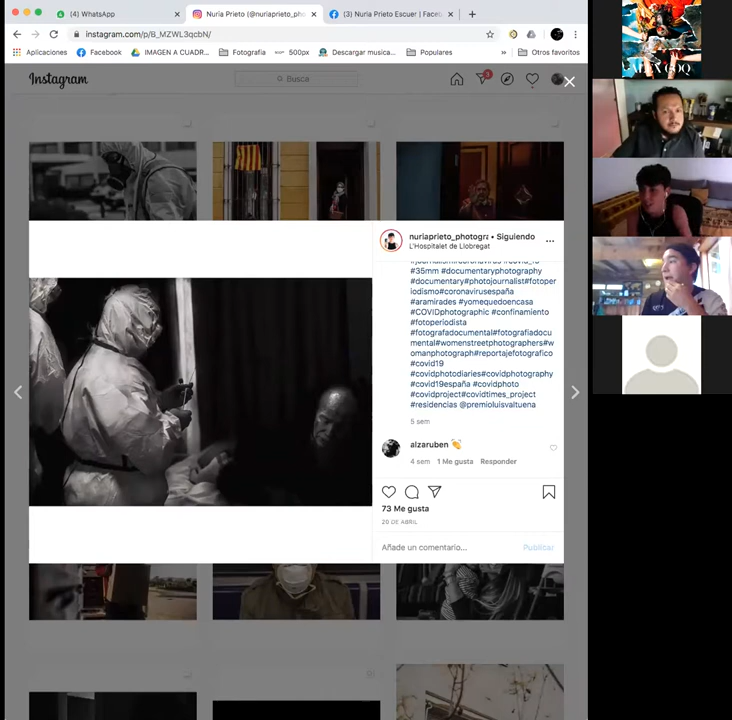 (4) WhatsApp
Nuria Prieto (@nuriaprieto_pho
(3) Nuria Prieto Escuer | Face
instagram.com/p/B_MZWL3qcbN/
Aplicaciones
Facebook
IMAGEN A CUADR...
Fotografia
500px
Descargar musica...
Populares
»
Otros favoritos
Instagram
Busca
nuriaprieto_photogra • Siguiendo
L'Hospitalet de Llobregat
#35mm #documentaryphotography
#documentary#photojournalist#fotoper
iodismo#coronavirusespaña
#aramirades #yomequedoencasa
#COVIDphotographic #confinamiento
#fotoperiodista
#fotografadocumental#fotografiadocu
mental#womenstreetphotographers#w
omanphotograph#reportajefotografico
#covid19
#covidphotodiaries#covidphotography
#covid19españa #covidphoto
#covidproject#covidtimes_project
#residencias @premioluisvaltuena
5 sem
alzaruben 👏
4 sem 1 Me gusta Responder
73 Me gusta
20 DE ABRIL
Añade un comentario...
Publicar